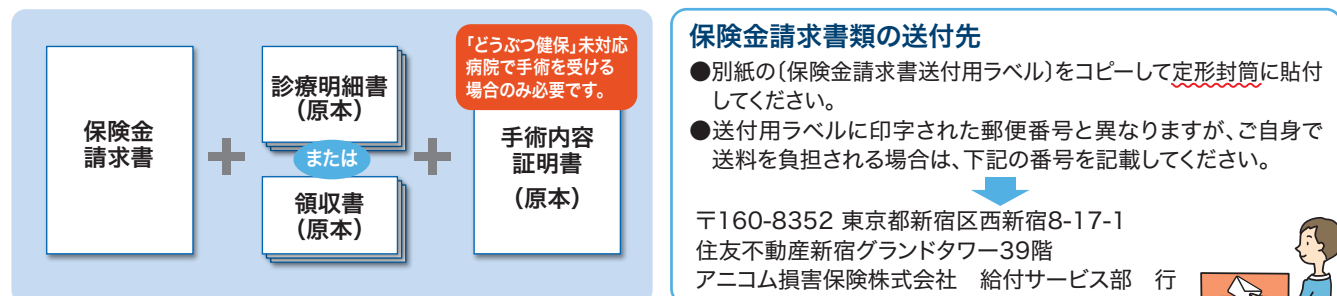 保険金
請求書
診療明細書
（原本）
または
領収書
（原本）
「どうぶつ健保」未対応
病院で手術を受ける
場合のみ必要です。
手術内容
証明書
（原本）
保険金請求書類の送付先
●別紙の〔保険金請求書送付用ラベル〕をコピーして定形封筒に貼付
してください。
●送付用ラベルに印字された郵便番号と異なりますが、ご自身で
送料を負担される場合は、下記の番号を記載してください。
〒160-8352 東京都新宿区西新宿8-17-1
住友不動産新宿グランドタワー39階
アニコム損害保険株式会社　給付サービス部　行